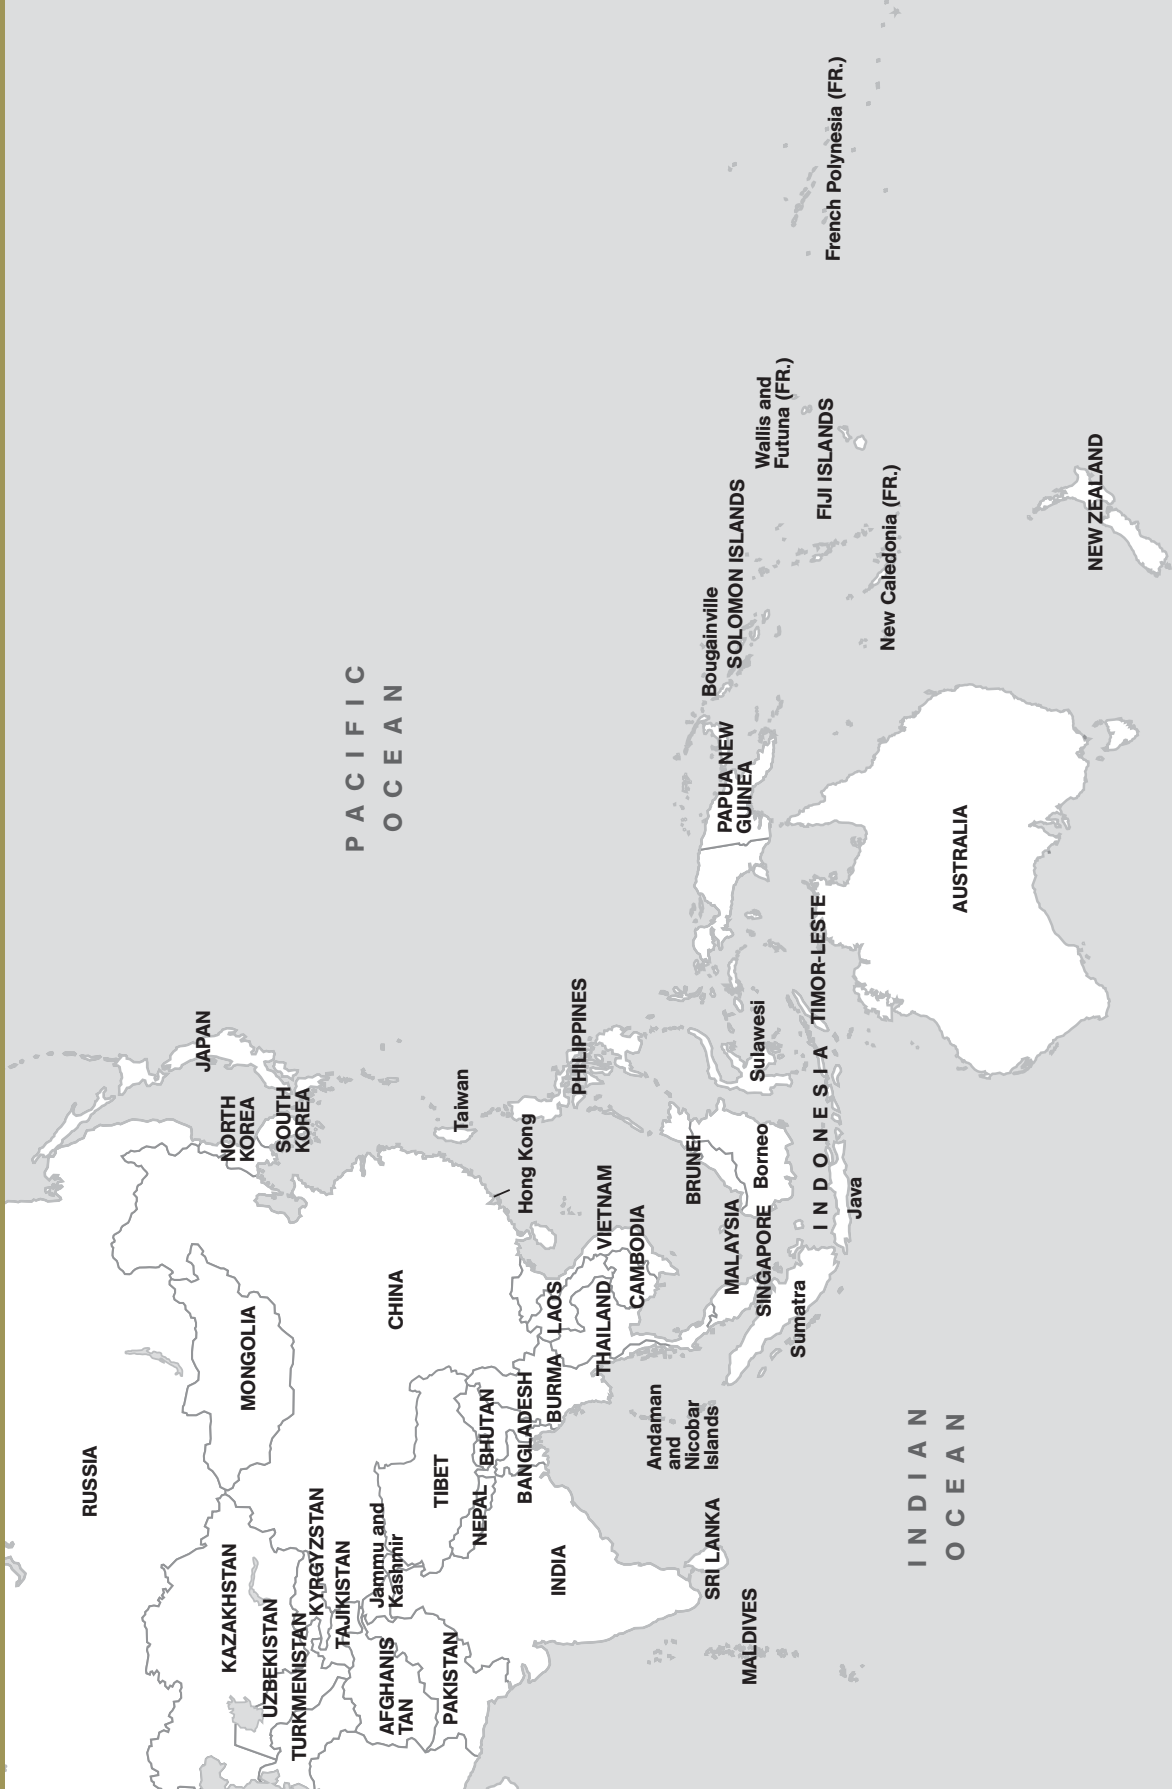 RUSSIA
KAZAKHSTAN
MONGOLIA
UZBEKISTAN
TURKMENISTAN
KYRGYZSTAN
TAJIKISTAN
AFGHANIS
TAN
PAKISTAN
Jammu and
Kashmir
TIBET
CHINA
NEPAL
BHUTAN
BANGLADESH
INDIA
BURMA
LAOS
THAILAND
VIETNAM
CAMBODIA
NORTH
KOREA
SOUTH
KOREA
JAPAN
Taiwan
Hong Kong
PHILIPPINES
PACIFIC
OCEAN
Andaman
and
Nicobar
Islands
SRI LANKA
MALDIVES
BRUNEI
MALAYSIA
SINGAPORE
Borneo
Sumatra
Sulawesi
INDONESIA
Java
TIMOR-LESTE
PAPUA NEW
GUINEA
Bougainville
SOLOMON ISLANDS
Wallis and
Futuna (FR.)
FIJI ISLANDS
New Caledonia (FR.)
French Polynesia (FR.)
INDIAN
OCEAN
AUSTRALIA
NEW ZEALAND